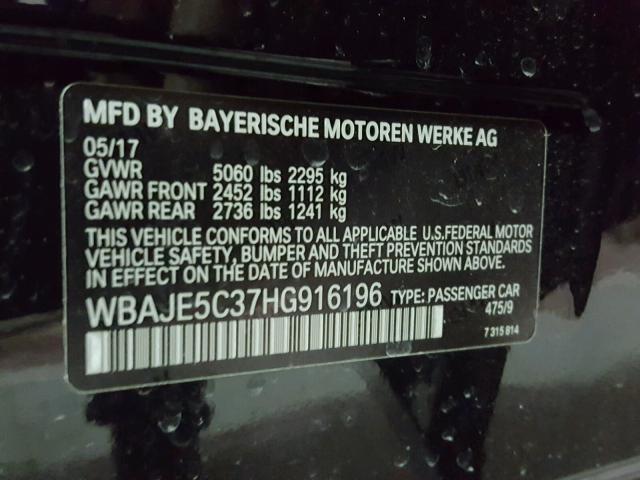 MFD BY BAYERISCHE MOTOREN WERKE AG
05/17
GVWR 5060 lbs 2295 kg
GAWR FRONT 2452 lbs 1112 kg
GAWR REAR 2736 lbs 1241 kg
THIS VEHICLE CONFORMS TO ALL APPLICABLE U.S.FEDERAL MOTOR
VEHICLE SAFETY, BUMPER AND THEFT PREVENTION STANDARDS
IN EFFECT ON THE DATE OF MANUFACTURE SHOWN ABOVE.
WBAJE5C37HG916196 TYPE: PASSENGER CAR
475/9
7 315 814